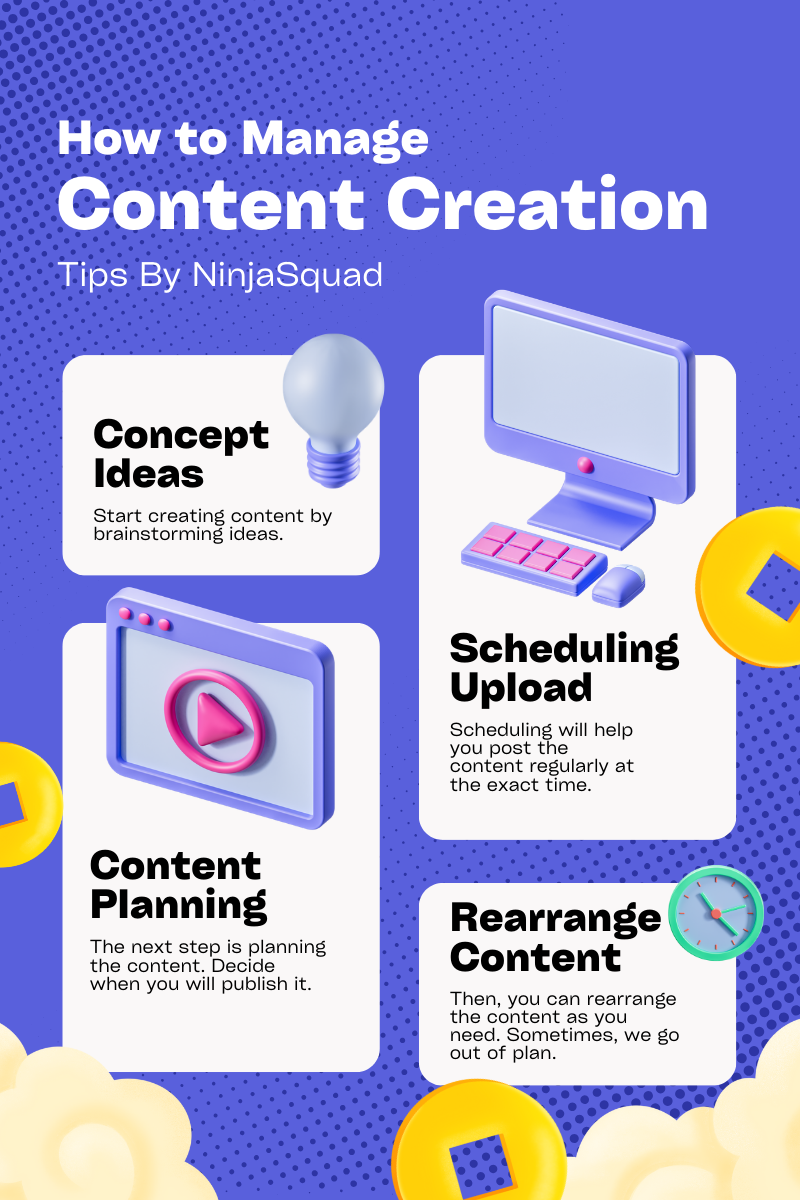 How to Manage
Content Creation
Tips By NinjaSquad
Concept
Ideas
Start creating content by
brainstorming ideas.
Content
Planning
The next step is planning
the content. Decide
when you will publish it.
Scheduling
Upload
Scheduling will help
you post the
content regularly at
the exact time.
Rearrange
Content
Then, you can rearrange
the content as you
need. Sometimes, we go
out of plan.